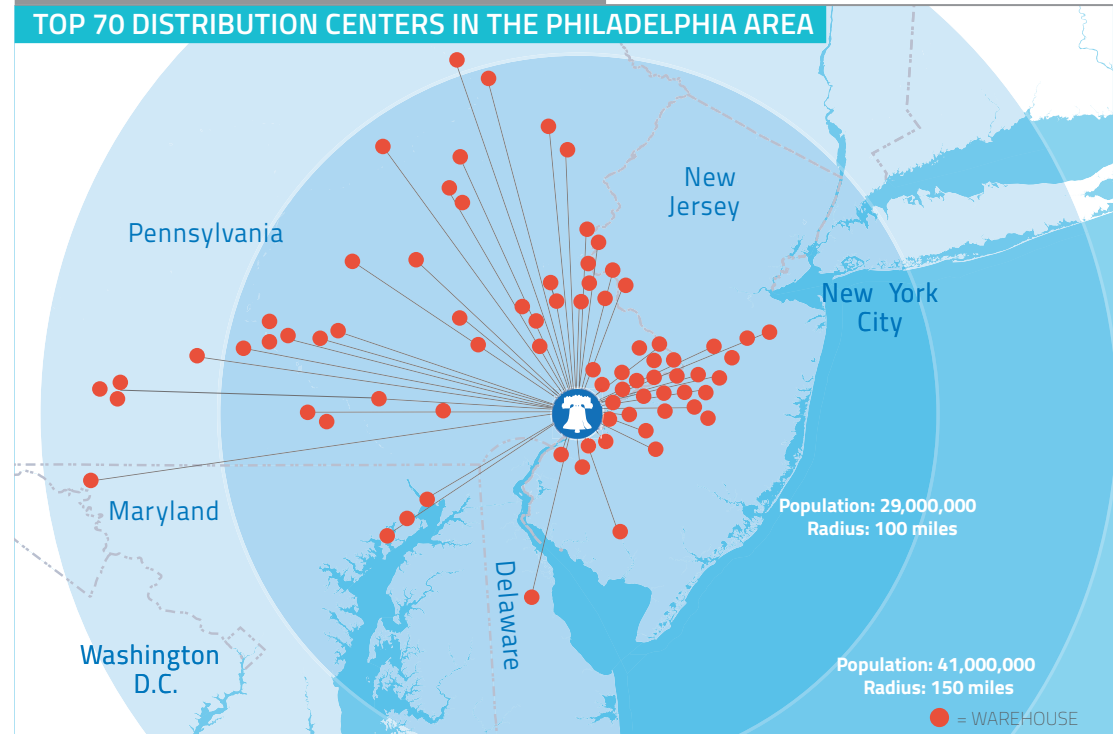 TOP 70 DISTRIBUTION CENTERS IN THE PHILADELPHIA AREA
New
Jersey
Pennsylvania
New York
City
Population: 29,000,000
Radius: 100 miles
Maryland
Delaware
Washington
D.C.
Population: 41,000,000
Radius: 150 miles
= WAREHOUSE